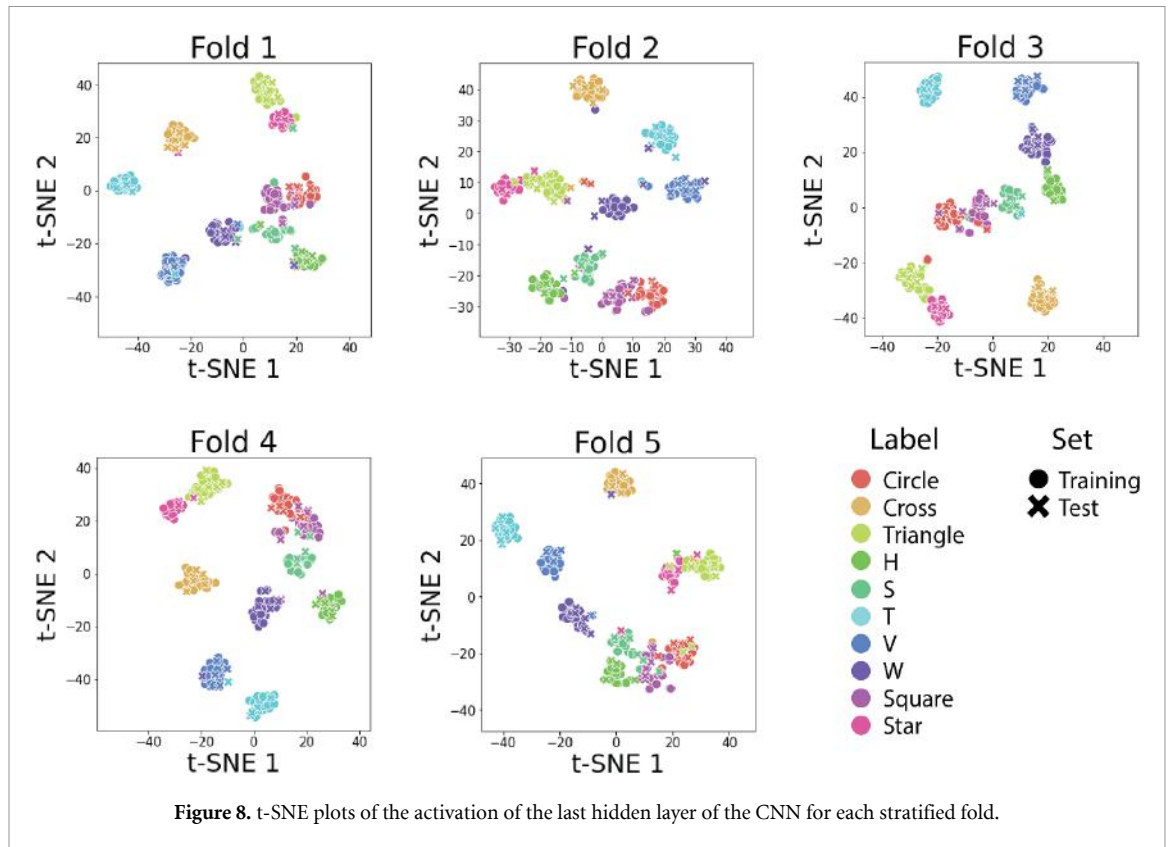 Fold 1
t-SNE 2
40
20
0
−20
−40
−40
−20
0
20
40
t-SNE 1
Fold 2
t-SNE 2
40
30
20
10
0
−10
−20
−30
−30
−20
−10
0
10
20
30
40
t-SNE 1
Fold 3
t-SNE 2
40
20
0
−20
−40
−40
−20
0
20
40
t-SNE 1
Fold 4
t-SNE 2
40
20
0
−20
−40
−40
−20
0
20
40
t-SNE 1
Fold 5
t-SNE 2
40
20
0
−20
−40
−40
−20
0
20
40
t-SNE 1
Label
Circle
Cross
Triangle
H
S
T
V
W
Square
Star
Set
Training
Test
Figure 8. t-SNE plots of the activation of the last hidden layer of the CNN for each stratified fold.